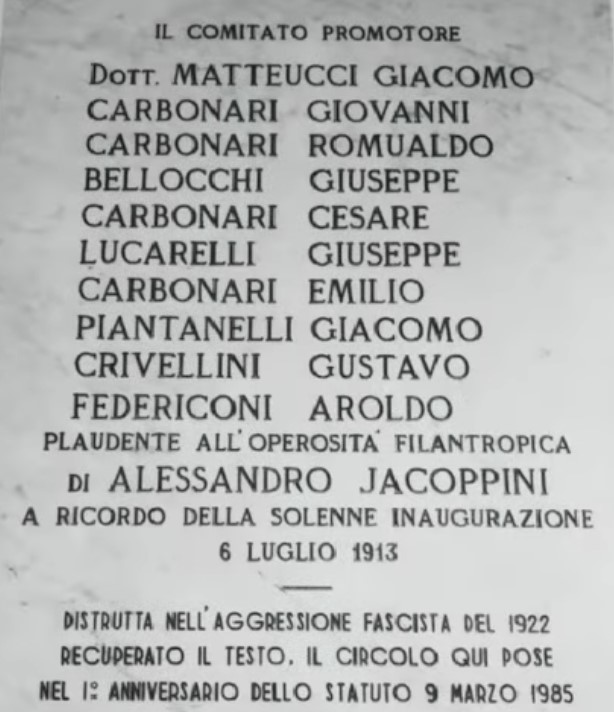 IL COMITATO PROMOTORE
DOTT. MATTEUCCI GIACOMO
CARBONARI GIOVANNI
CARBONARI ROMUALDO
BELLOCCHI GIUSEPPE
CARBONARI CESARE
LUCARELLI GIUSEPPE
CARBONARI EMILIO
PIANTANELLI GIACOMO
CRIVELLINI GUSTAVO
FEDERICONI AROLDO
PLAUDENTE ALL'OPEROSITA' FILANTROPICA
DI ALESSANDRO JACOPPINI
A RICORDO DELLA SOLENNE INAUGURAZIONE
6 LUGLIO 1913
DISTRUTTA NELL'AGGRESSIONE FASCISTA DEL 1922
RECUPERATO IL TESTO. IL CIRCOLO QUI POSE
NEL 1º ANNIVERSARIO DELLO STATUTO 9 MARZO 1985